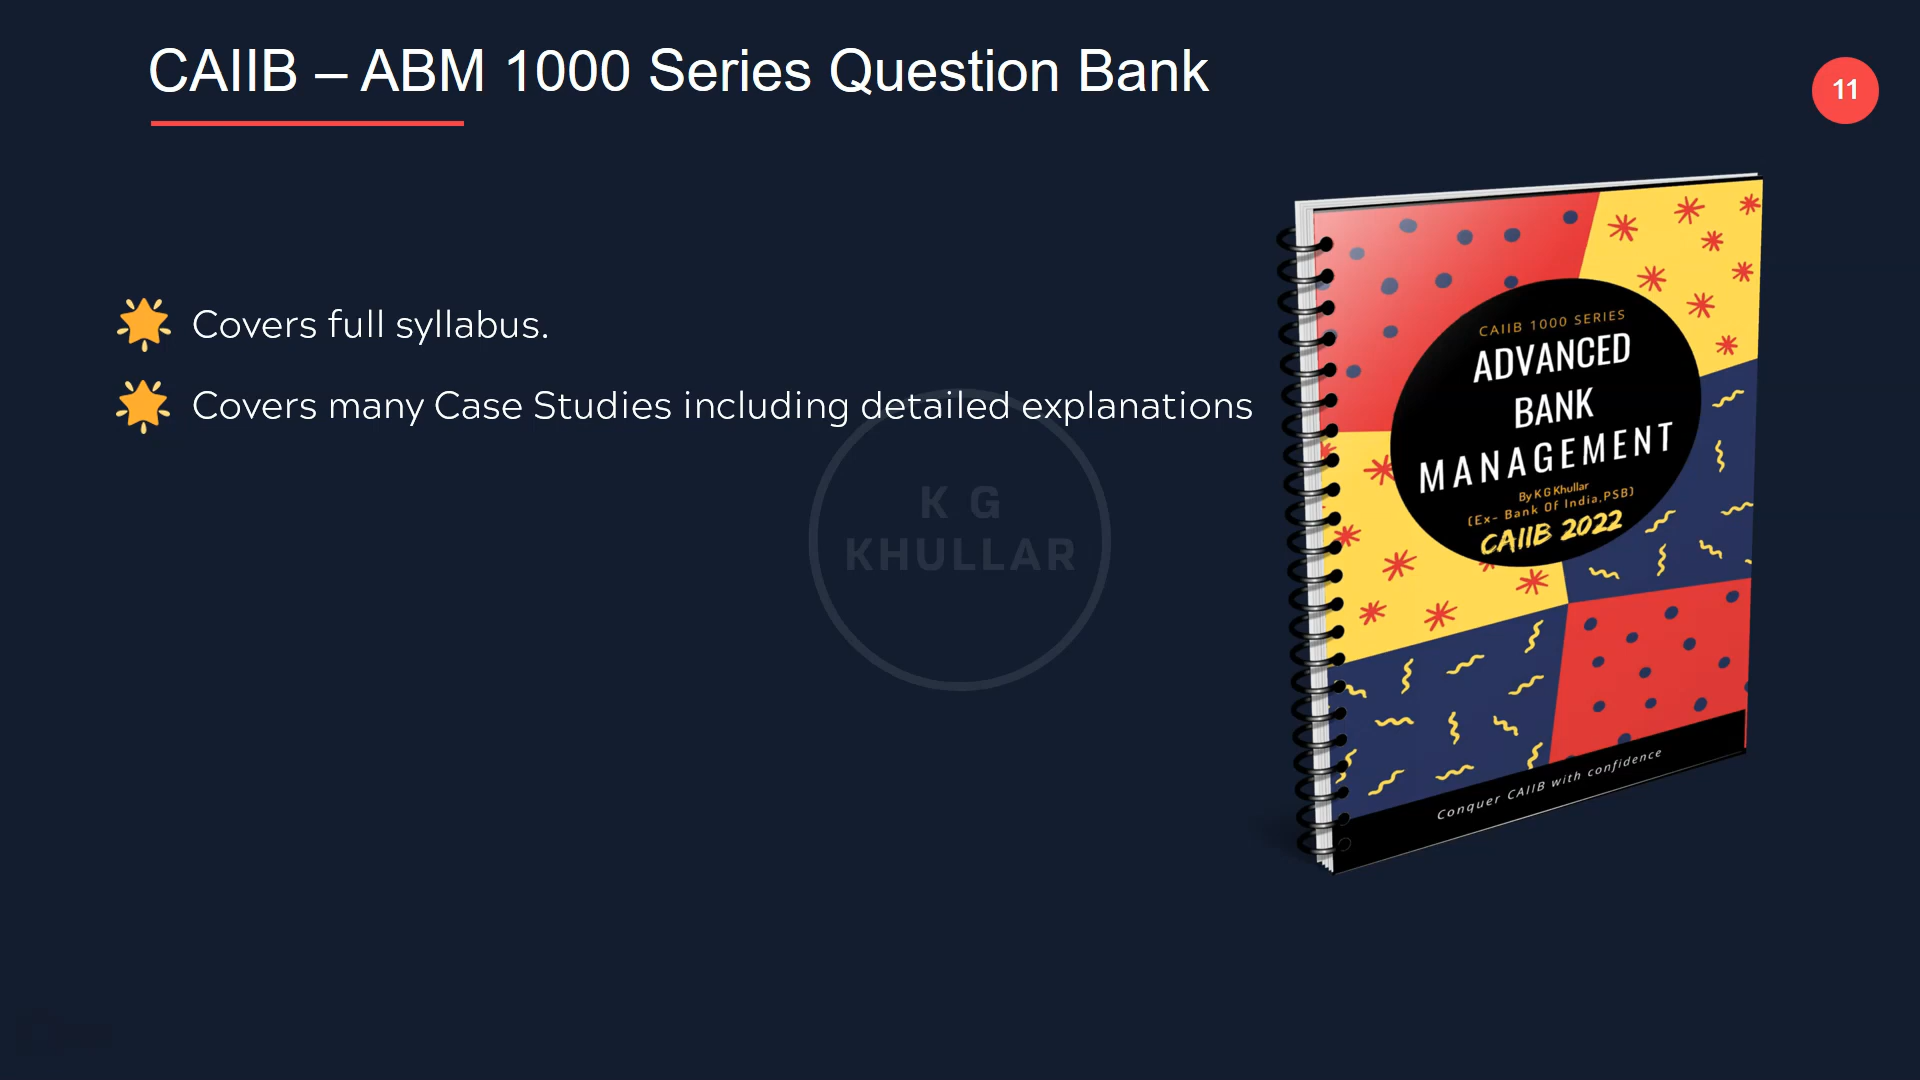 CAIIB – ABM 1000 Series Question Bank
11
Covers full syllabus.
Covers many Case Studies including detailed explanations
K G
KHULLAR
CAIIB 1000 SERIES
ADVANCED
BANK
MANAGEMENT
By K G Khullar
(Ex- Bank Of India,PSB)
CAIIB 2022
Conquer CAIIB with confidence